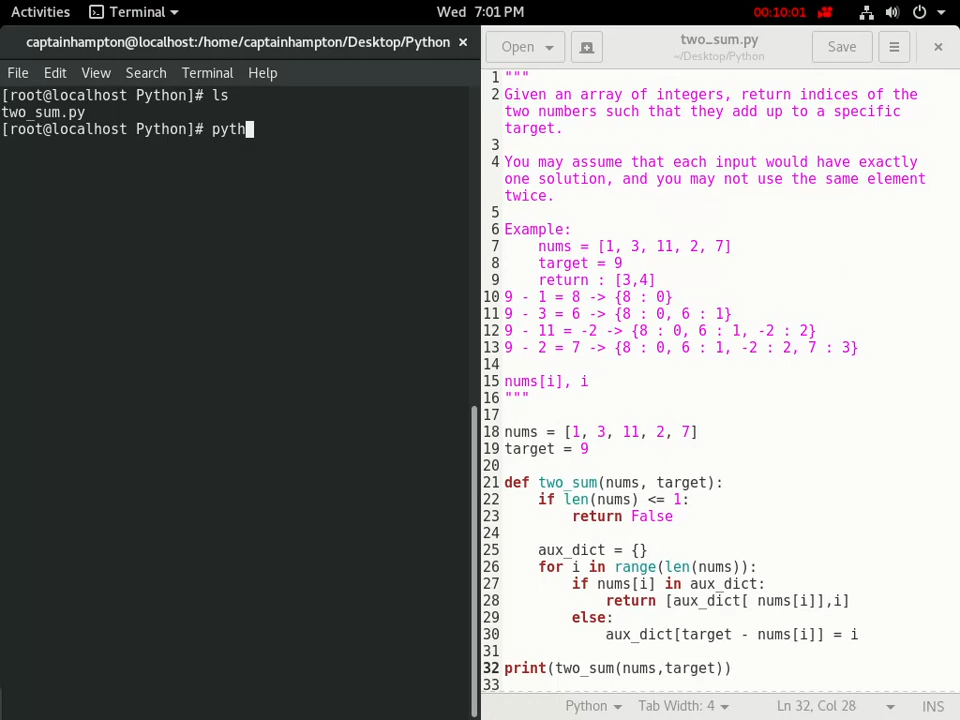 Activities Terminal Wed 7:01 PM 00:10:01
captainhampton@localhost:/home/captainhampton/Desktop/Python ×
File Edit View Search Terminal Help
[root@localhost Python]# ls
two_sum.py
[root@localhost Python]# pyth
Open two_sum.py Save
~/Desktop/Python
1 """
2 Given an array of integers, return indices of the
two numbers such that they add up to a specific
target.
3
4 You may assume that each input would have exactly
one solution, and you may not use the same element
twice.
5
6 Example:
7     nums = [1, 3, 11, 2, 7]
8     target = 9
9     return : [3,4]
10 9 - 1 = 8 -> {8 : 0}
11 9 - 3 = 6 -> {8 : 0, 6 : 1}
12 9 - 11 = -2 -> {8 : 0, 6 : 1, -2 : 2}
13 9 - 2 = 7 -> {8 : 0, 6 : 1, -2 : 2, 7 : 3}
14
15 nums[i], i
16 """
17
18 nums = [1, 3, 11, 2, 7]
19 target = 9
20
21 def two_sum(nums, target):
22     if len(nums) <= 1:
23         return False
24
25     aux_dict = {}
26     for i in range(len(nums)):
27         if nums[i] in aux_dict:
28             return [aux_dict[ nums[i]],i]
29         else:
30             aux_dict[target - nums[i]] = i
31
32 print(two_sum(nums,target))
33
Python Tab Width: 4 Ln 32, Col 28 INS